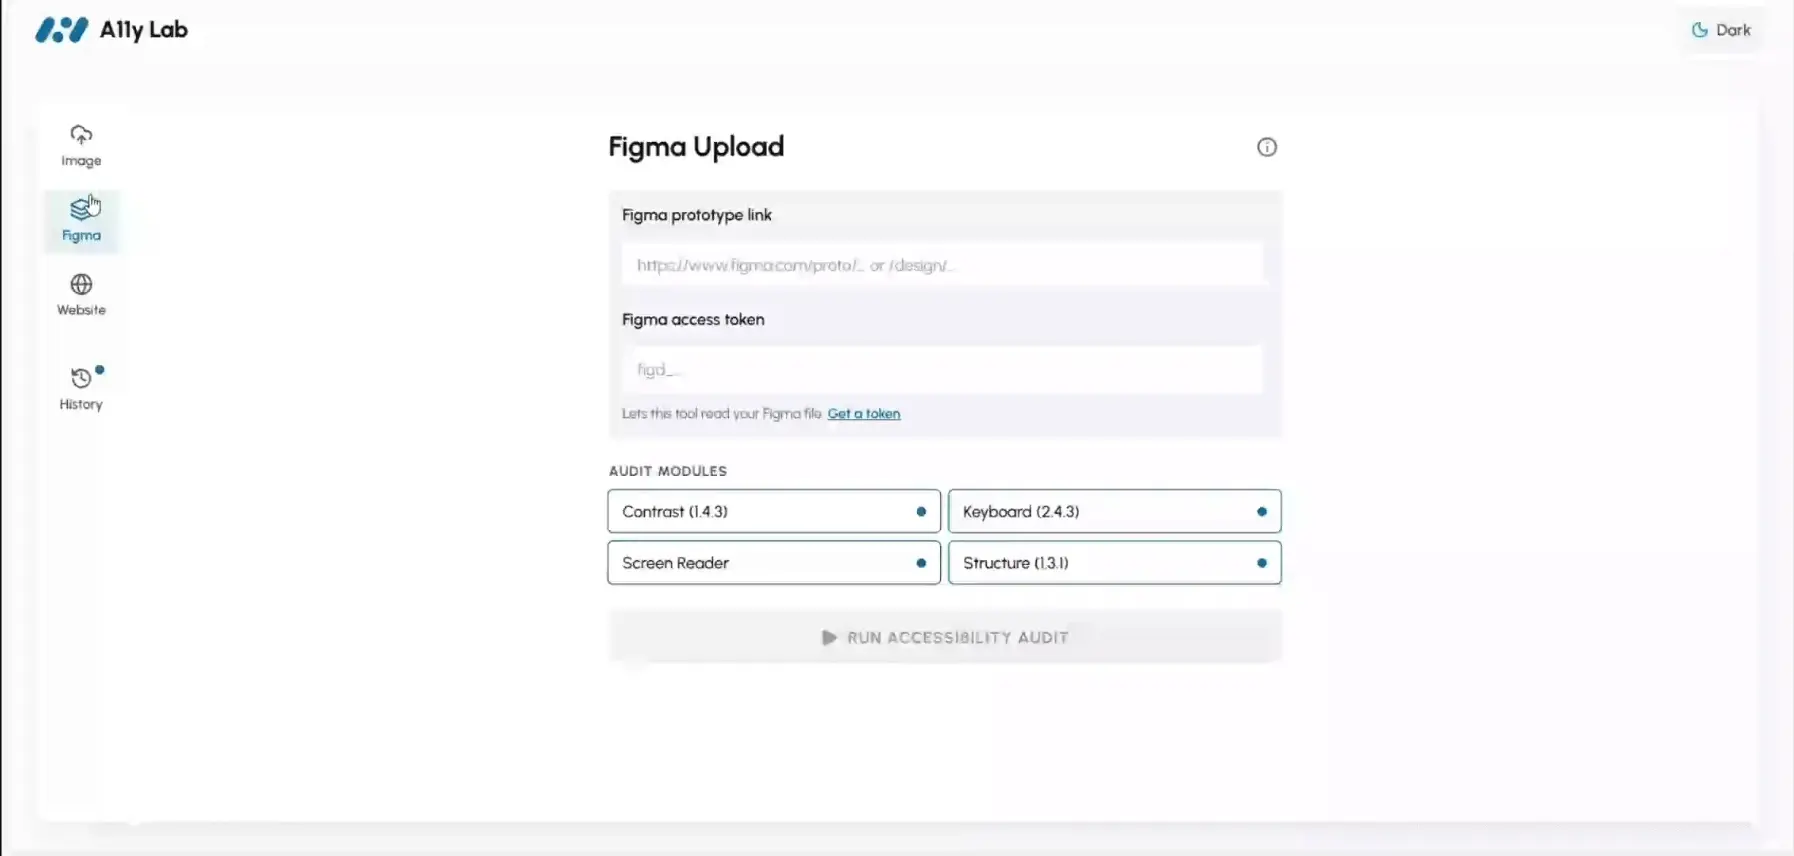 A11y Lab
Dark
Image
Figma
Website
History
Figma Upload
Figma prototype link
https://www.figma.com/proto/... or /design/...
Figma access token
figd_...
Lets this tool read your Figma file. Get a token
AUDIT MODULES
Contrast (1.4.3)
Keyboard (2.4.3)
Screen Reader
Structure (1.3.1)
RUN ACCESSIBILITY AUDIT